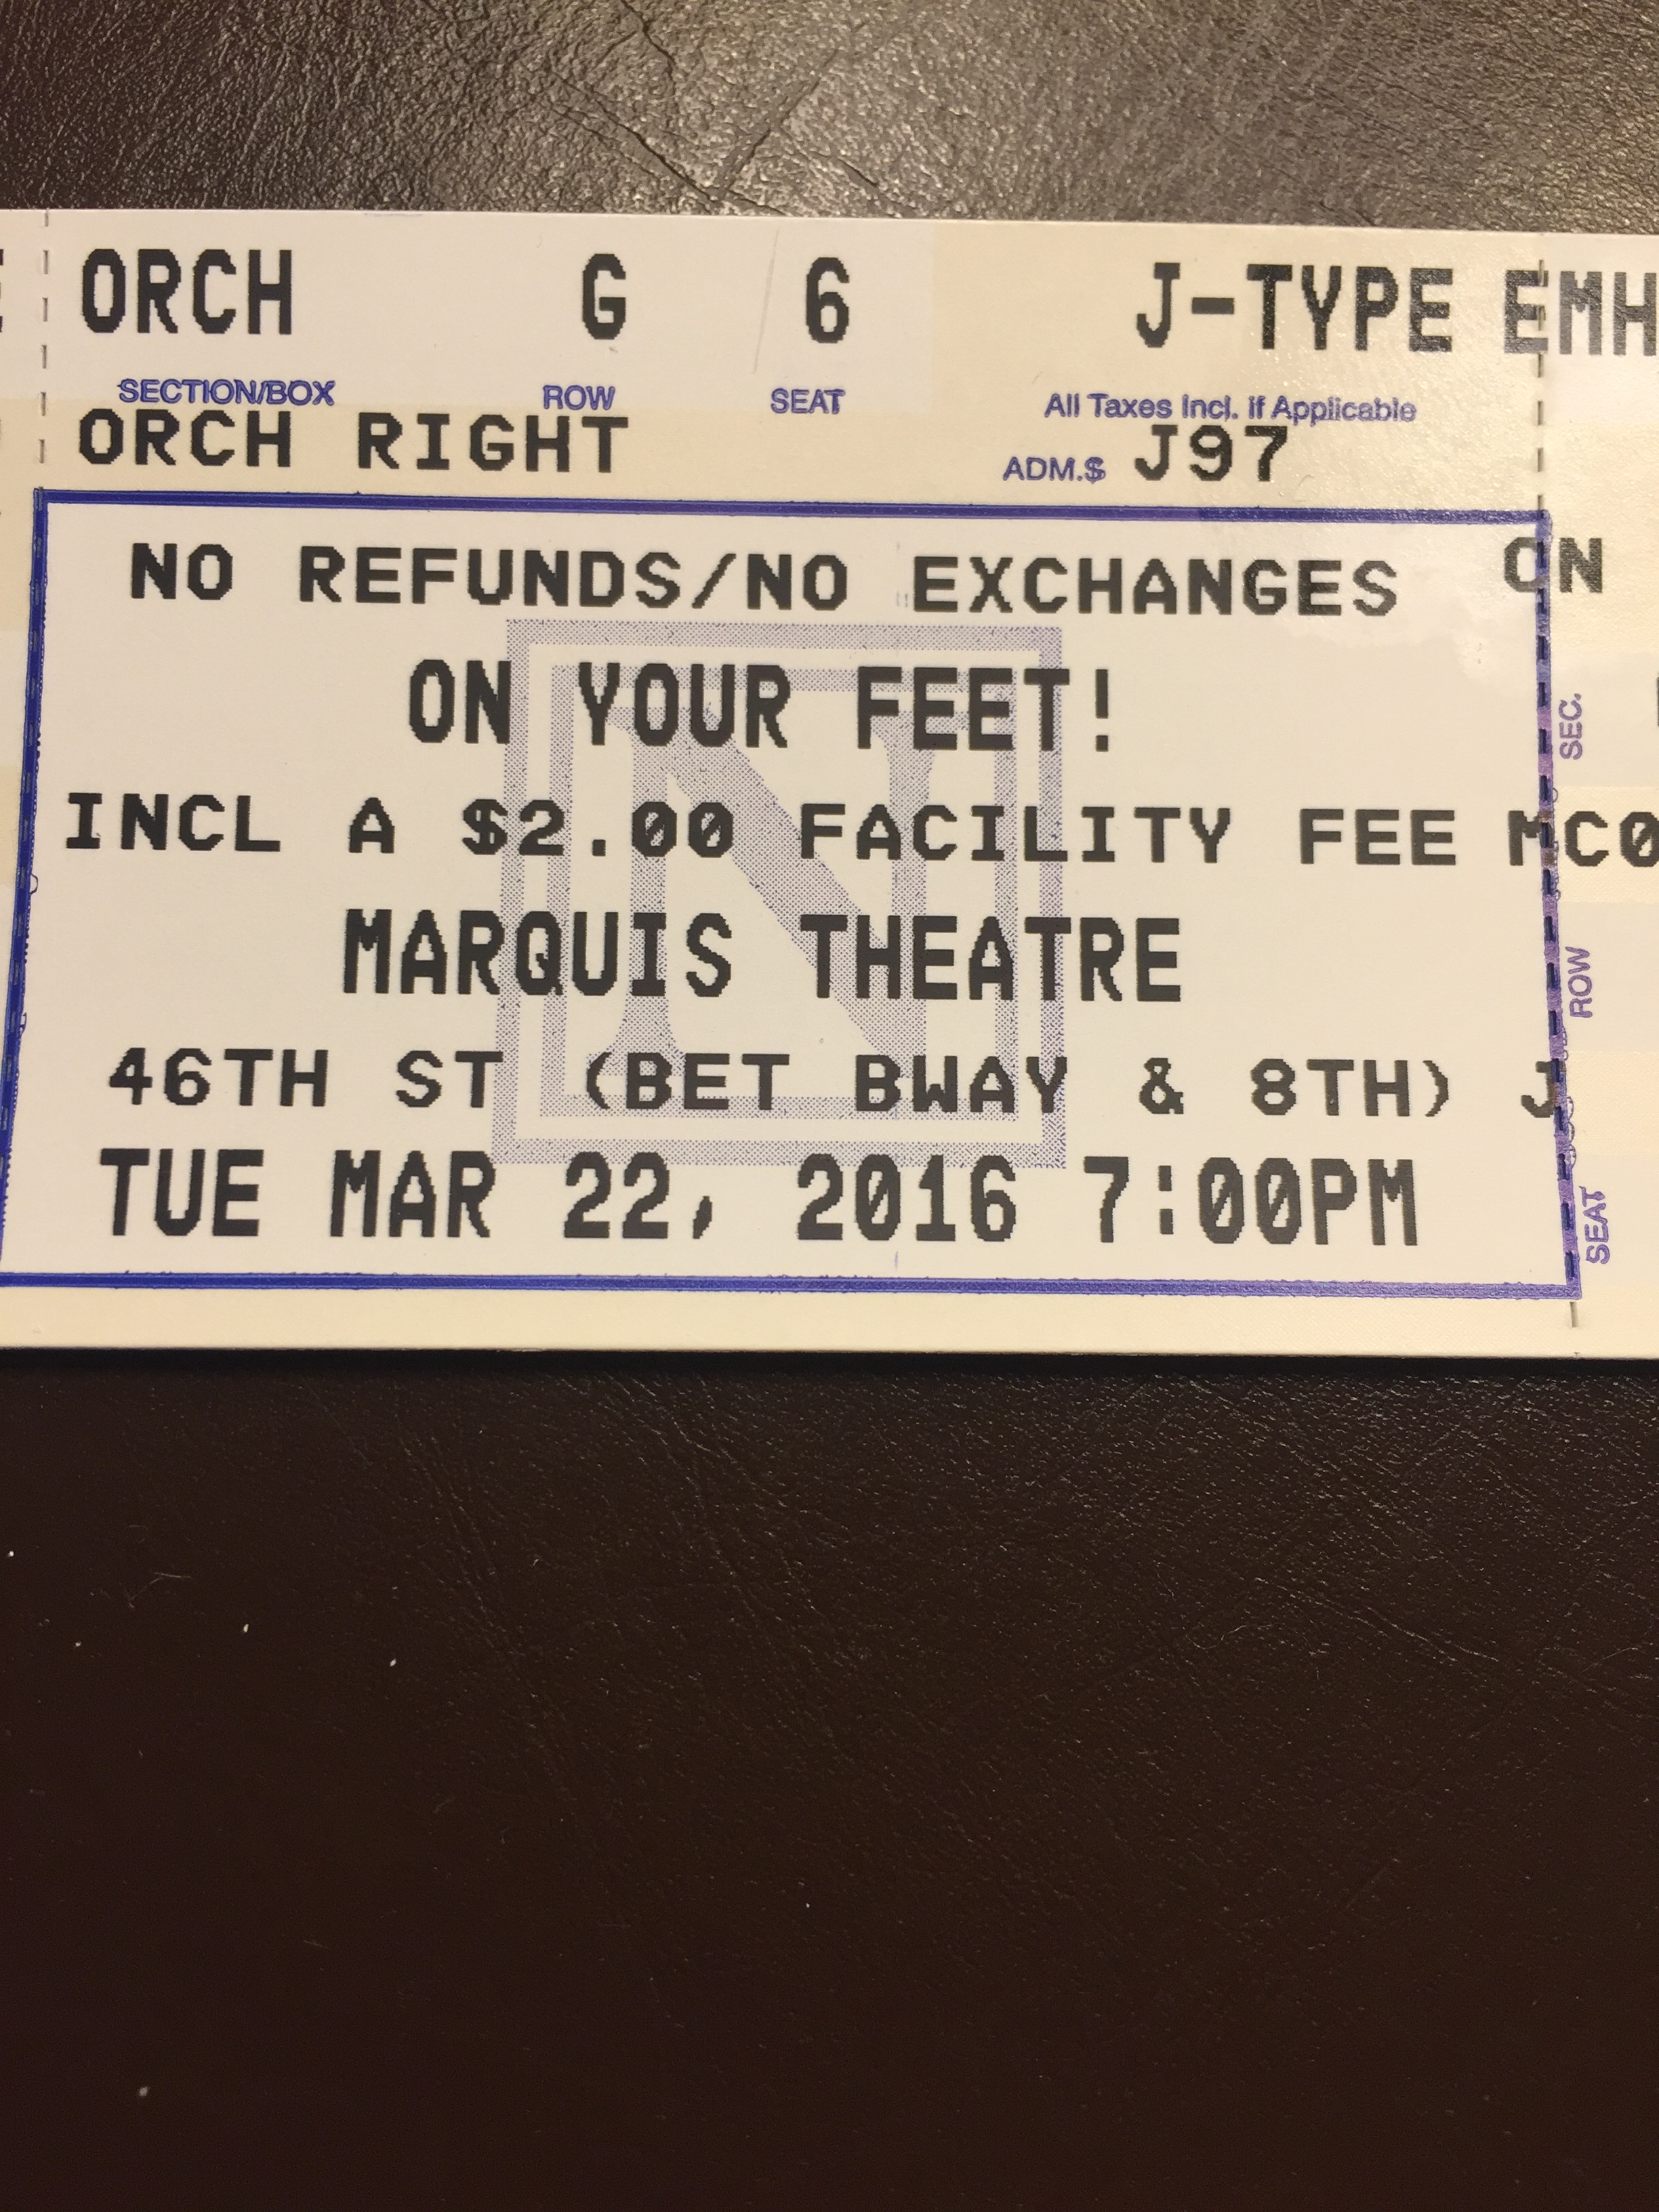 ORCH G 6 J-TYPE
SECTION/BOX ROW SEAT All Taxes Incl. If Applicable
ORCH RIGHT ADM.$ J97
NO REFUNDS/NO EXCHANGES ON
ON YOUR FEET!
INCL A $2.00 FACILITY FEE
MARQUIS THEATRE
46TH ST (BET BWAY & 8TH) J
TUE MAR 22, 2016 7:00PM
SEC.
ROW
SEAT
N